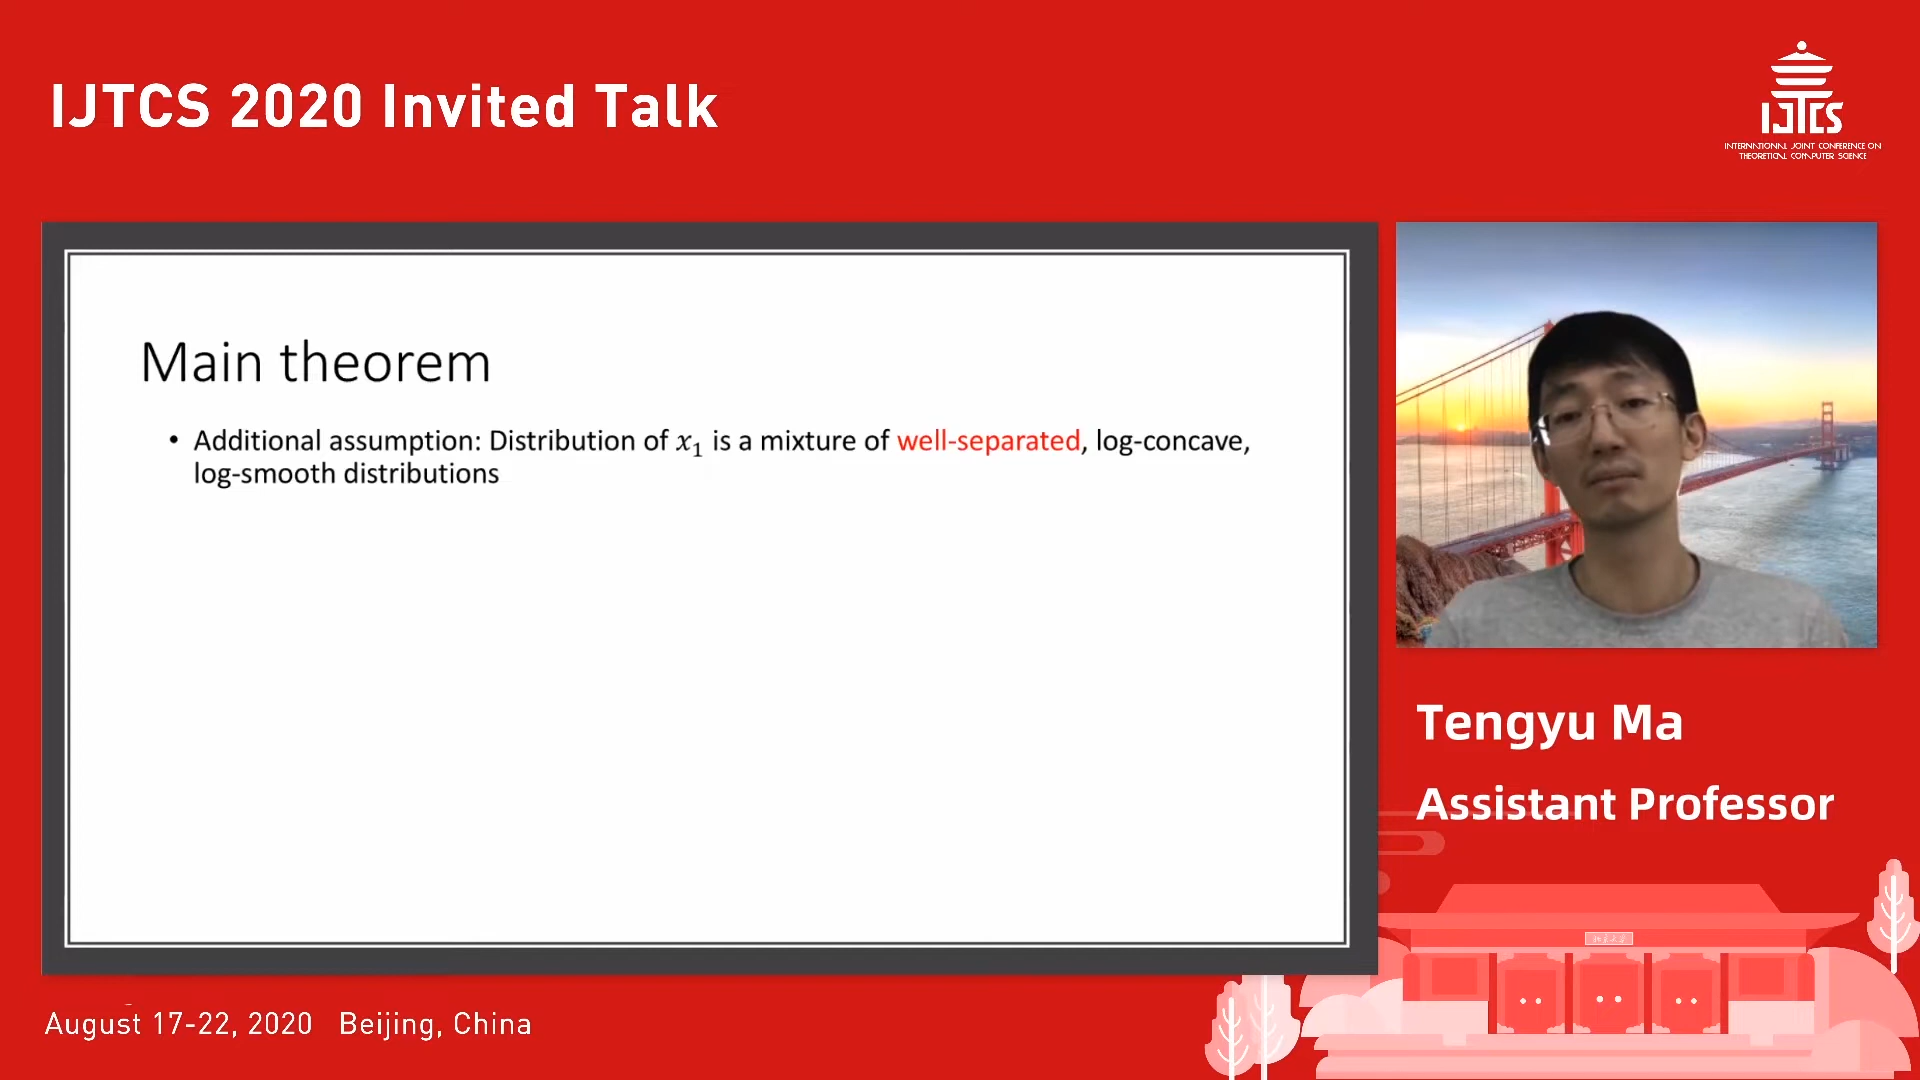 IJTCS 2020 Invited Talk
IJTCS
INTERNATIONAL JOINT CONFERENCE ON
THEORETICAL COMPUTER SCIENCE
Main theorem
• Additional assumption: Distribution of x₁ is a mixture of well-separated, log-concave,
log-smooth distributions
Tengyu Ma
Assistant Professor
August 17-22, 2020 Beijing, China